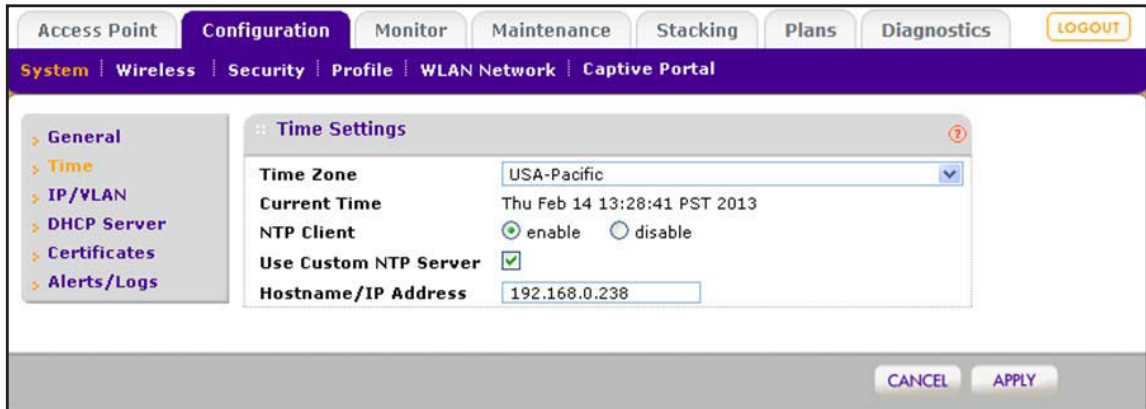 Access Point Configuration Monitor Maintenance Stacking Plans Diagnostics LOGOUT
System Wireless Security Profile WLAN Network Captive Portal
General
Time
IP/VLAN
DHCP Server
Certificates
Alerts/Logs
Time Settings ?
Time Zone USA-Pacific
Current Time Thu Feb 14 13:28:41 PST 2013
NTP Client enable disable
Use Custom NTP Server
Hostname/IP Address 192.168.0.238
CANCEL APPLY